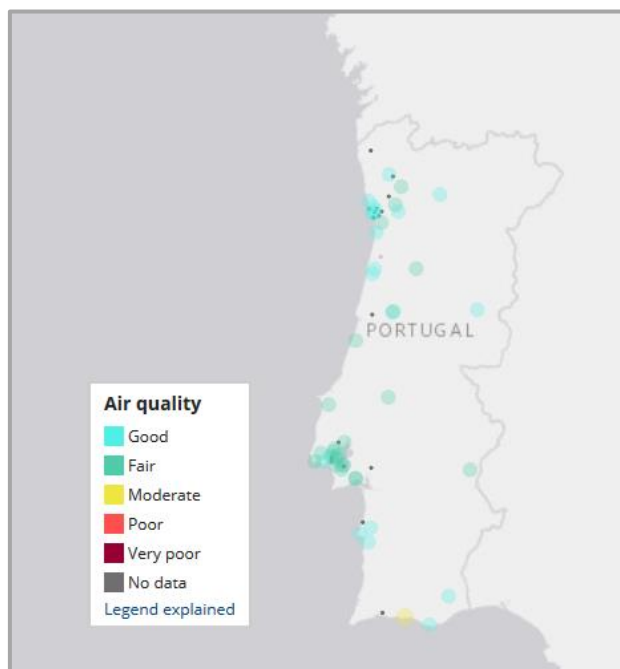 PORTUGAL
Air quality
Good
Fair
Moderate
Poor
Very poor
No data
Legend explained